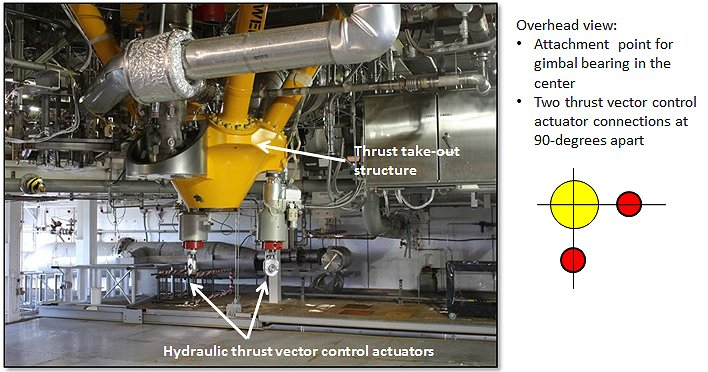 Thrust take-out
structure
Hydraulic thrust vector control actuators
Overhead view:
• Attachment point for
gimbal bearing in the
center
• Two thrust vector control
actuator connections at
90-degrees apart